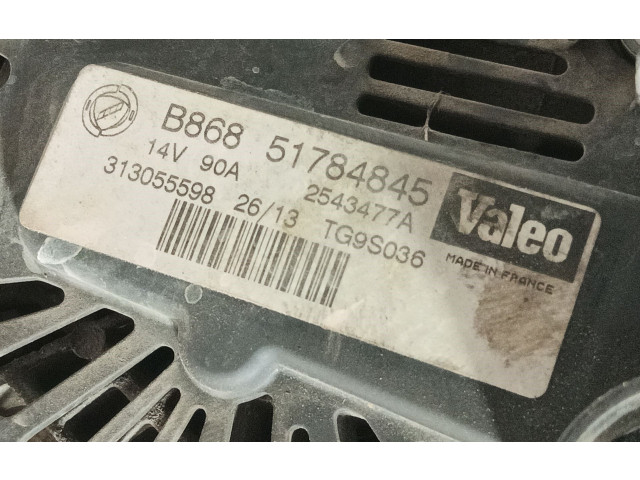 B868 51784845
14V 90A 2543477A
313055598 26/13 TG9S036
Valeo
MADE IN FRANCE